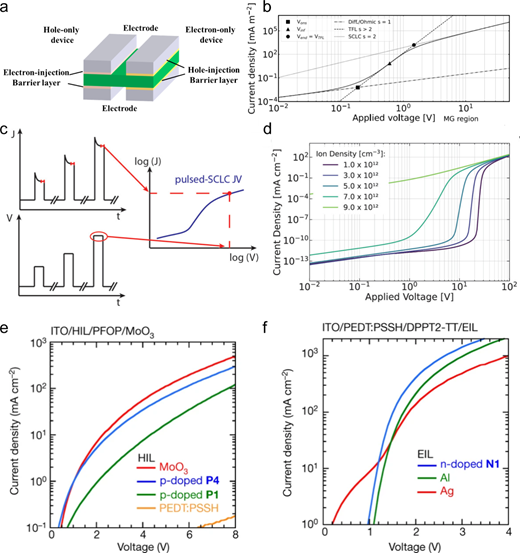 a
Hole-only
device
Electrode
Electron-only
device
Electron-injection
Barrier layer
Hole-injection
Barrier layer
Electrode
b
Current density [mA m⁻²]
10²
10⁻¹
10⁻⁴
V_ons
V_inf
V_end = V_TFL
Dif/Ohmic s = 1
TFL s > 2
SCLC s = 2
10⁻² 10⁻¹ 10⁰ 10¹
Applied voltage [V]
MG region
c
J
t
V
t
log (J)
pulsed-SCLC JV
log (V)
d
Current Density [mA cm⁻²]
10²
10⁻¹
10⁻⁴
10⁻⁷
10⁻¹⁰
10⁻¹³
Ion Density [cm⁻³]:
1.0 x 10¹²
3.0 x 10¹²
5.0 x 10¹²
7.0 x 10¹²
9.0 x 10¹²
10⁻² 10⁻¹ 10⁰ 10¹ 10²
Applied Voltage [V]
e
ITO/HIL/PFOP/MoO₃
Current density (mA cm⁻²)
10³
10²
10¹
10⁰
10⁻¹
HIL
MoO₃
p-doped P4
p-doped P1
PEDT:PSSH
0 2 4 6 8
Voltage (V)
f
ITO/PEDT:PSSH/DPPT2-TT/EIL
Current density (mA cm⁻²)
10³
10²
10¹
10⁰
EIL
n-doped N1
Al
Ag
0 1 2 3 4
Voltage (V)